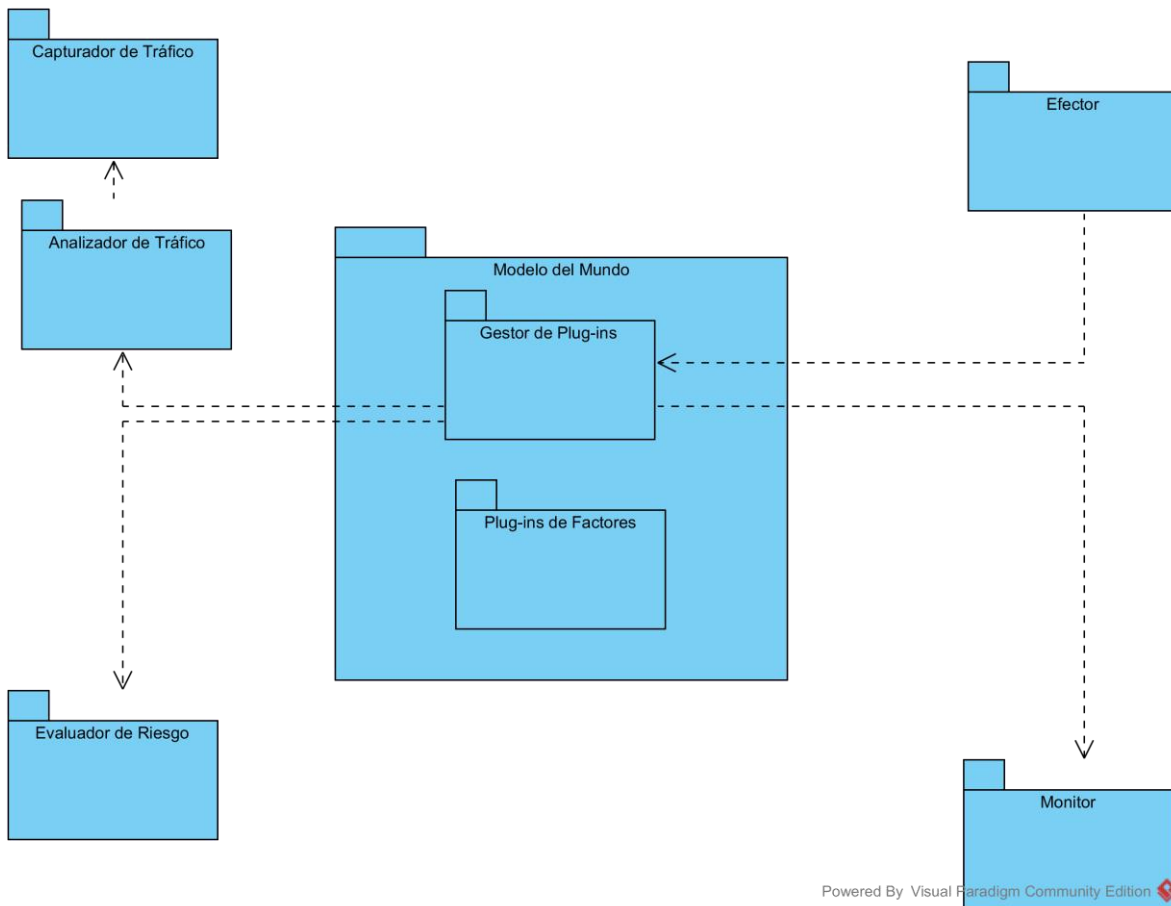 Capturador de Tráfico
Efector
Analizador de Tráfico
Modelo del Mundo
Gestor de Plug-ins
Plug-ins de Factores
Evaluador de Riesgo
Monitor
Powered By Visual Paradigm Community Edition